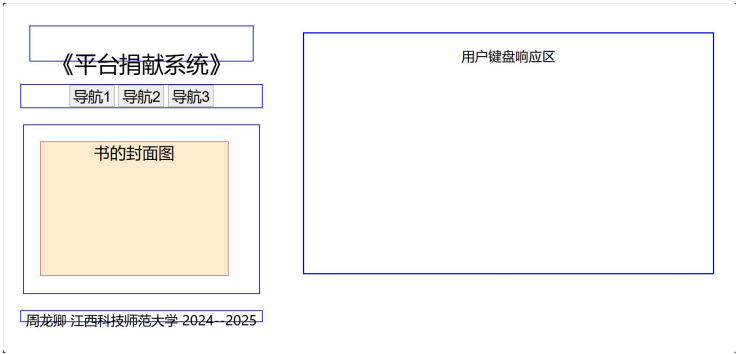 《平台捐献系统》
导航1 导航2 导航3
书的封面图
周龙卿 江西科技师范大学 2024--2025
用户键盘响应区